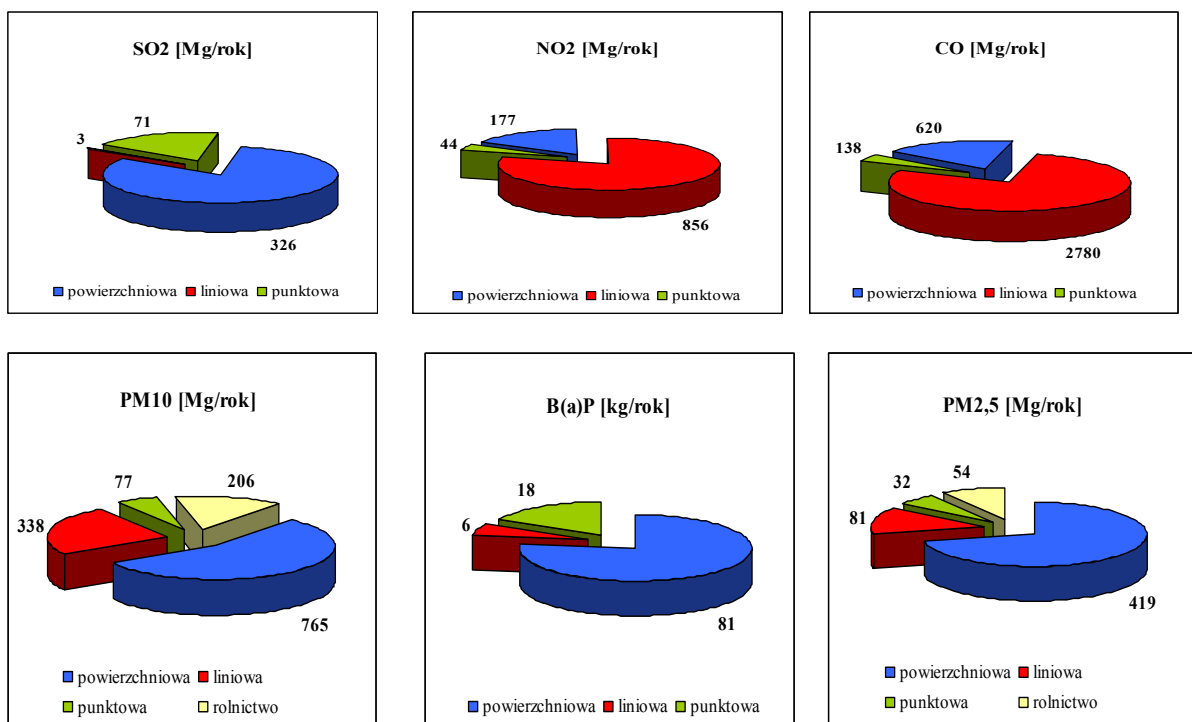 SO2 [Mg/rok]
71
3
326
powierzchniowa liniowa punktowa
NO2 [Mg/rok]
177
44
856
powierzchniowa liniowa punktowa
CO [Mg/rok]
620
138
2780
powierzchniowa liniowa punktowa
PM10 [Mg/rok]
77
206
338
765
powierzchniowa liniowa
punktowa rolnictwo
B(a)P [kg/rok]
18
6
81
powierzchniowa liniowa punktowa
PM2,5 [Mg/rok]
54
32
81
419
powierzchniowa liniowa
punktowa rolnictwo